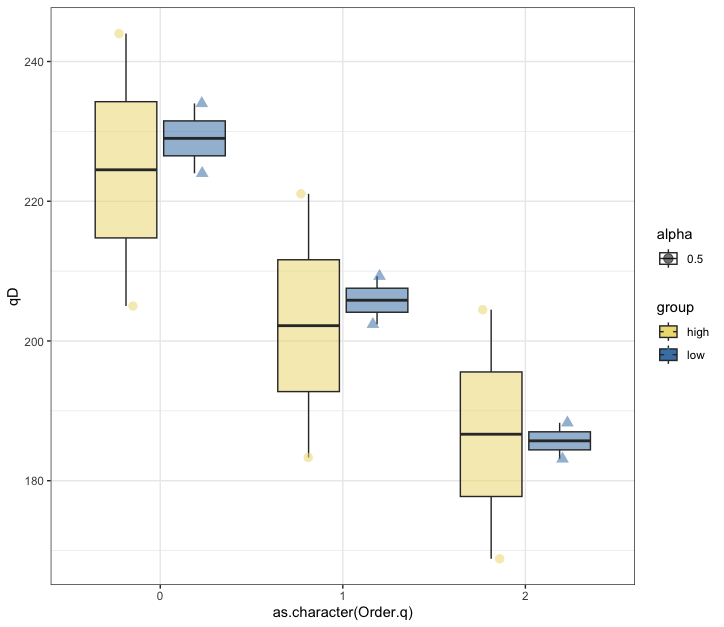 240
220
200
180
qD
0 1 2
as.character(Order.q)
alpha
0.5
group
high
low